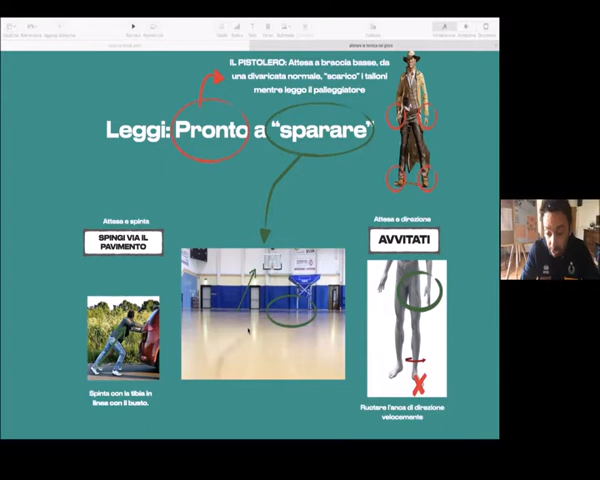 IL PISTOLERO: Attesa a braccia basse, da
una divaricata normale, "scarico" i talloni
mentre leggo il palleggiatore
Leggi: Pronto a "sparare"
Attesa e spinta
SPINGI VIA IL
PAVIMENTO
Spinta con la tibia in
linea con il busto.
Attesa e direzione
AVVITATI
Ruotare l'anca di direzione
velocemente